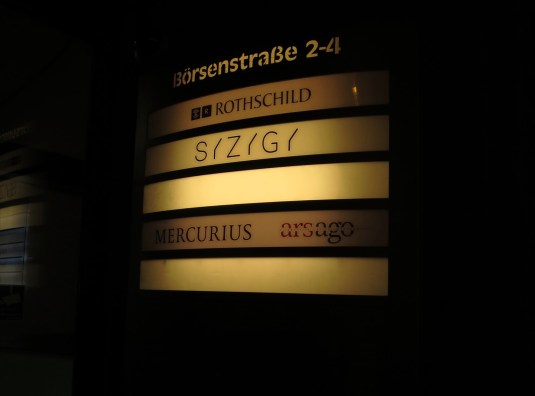 Börsenstraße 2-4
ROTHSCHILD
SYZYGY
MERCURIUS arsago